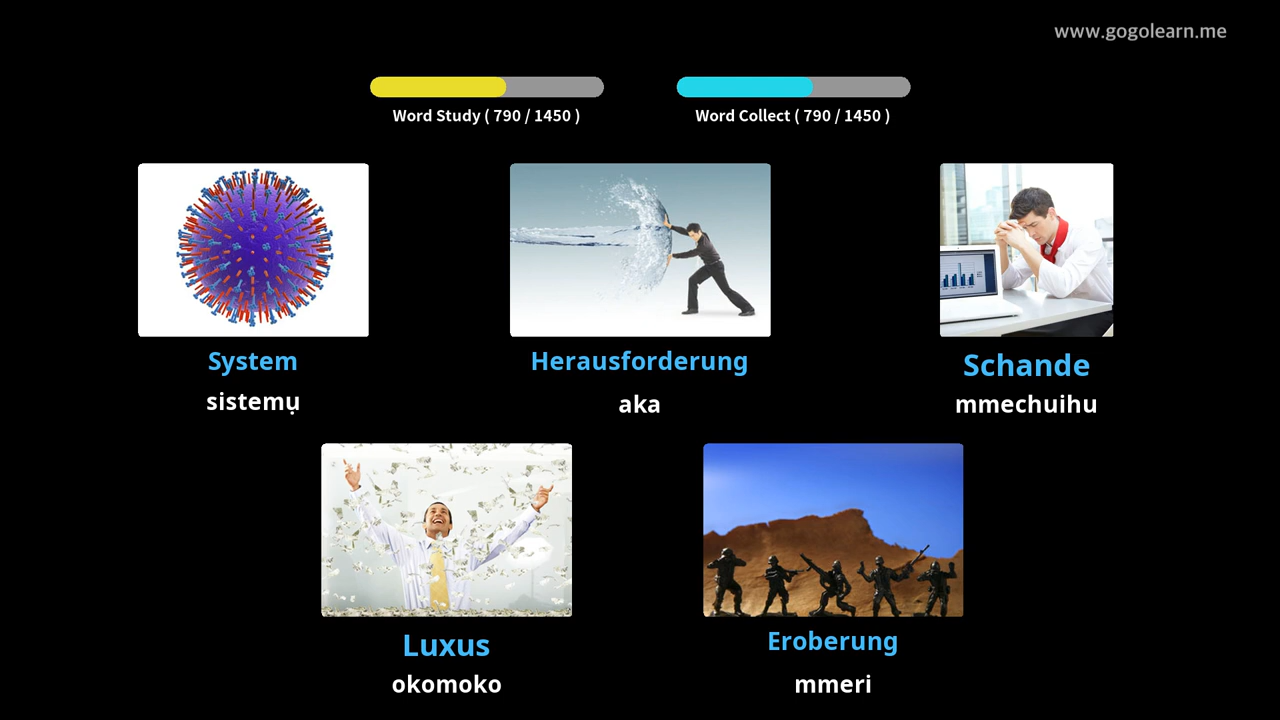 www.gogolearn.me
Word Study ( 790 / 1450 )
Word Collect ( 790 / 1450 )
System
Herausforderung
Schande
sistemụ
aka
mmechuihu
Luxus
Eroberung
okomoko
mmeri